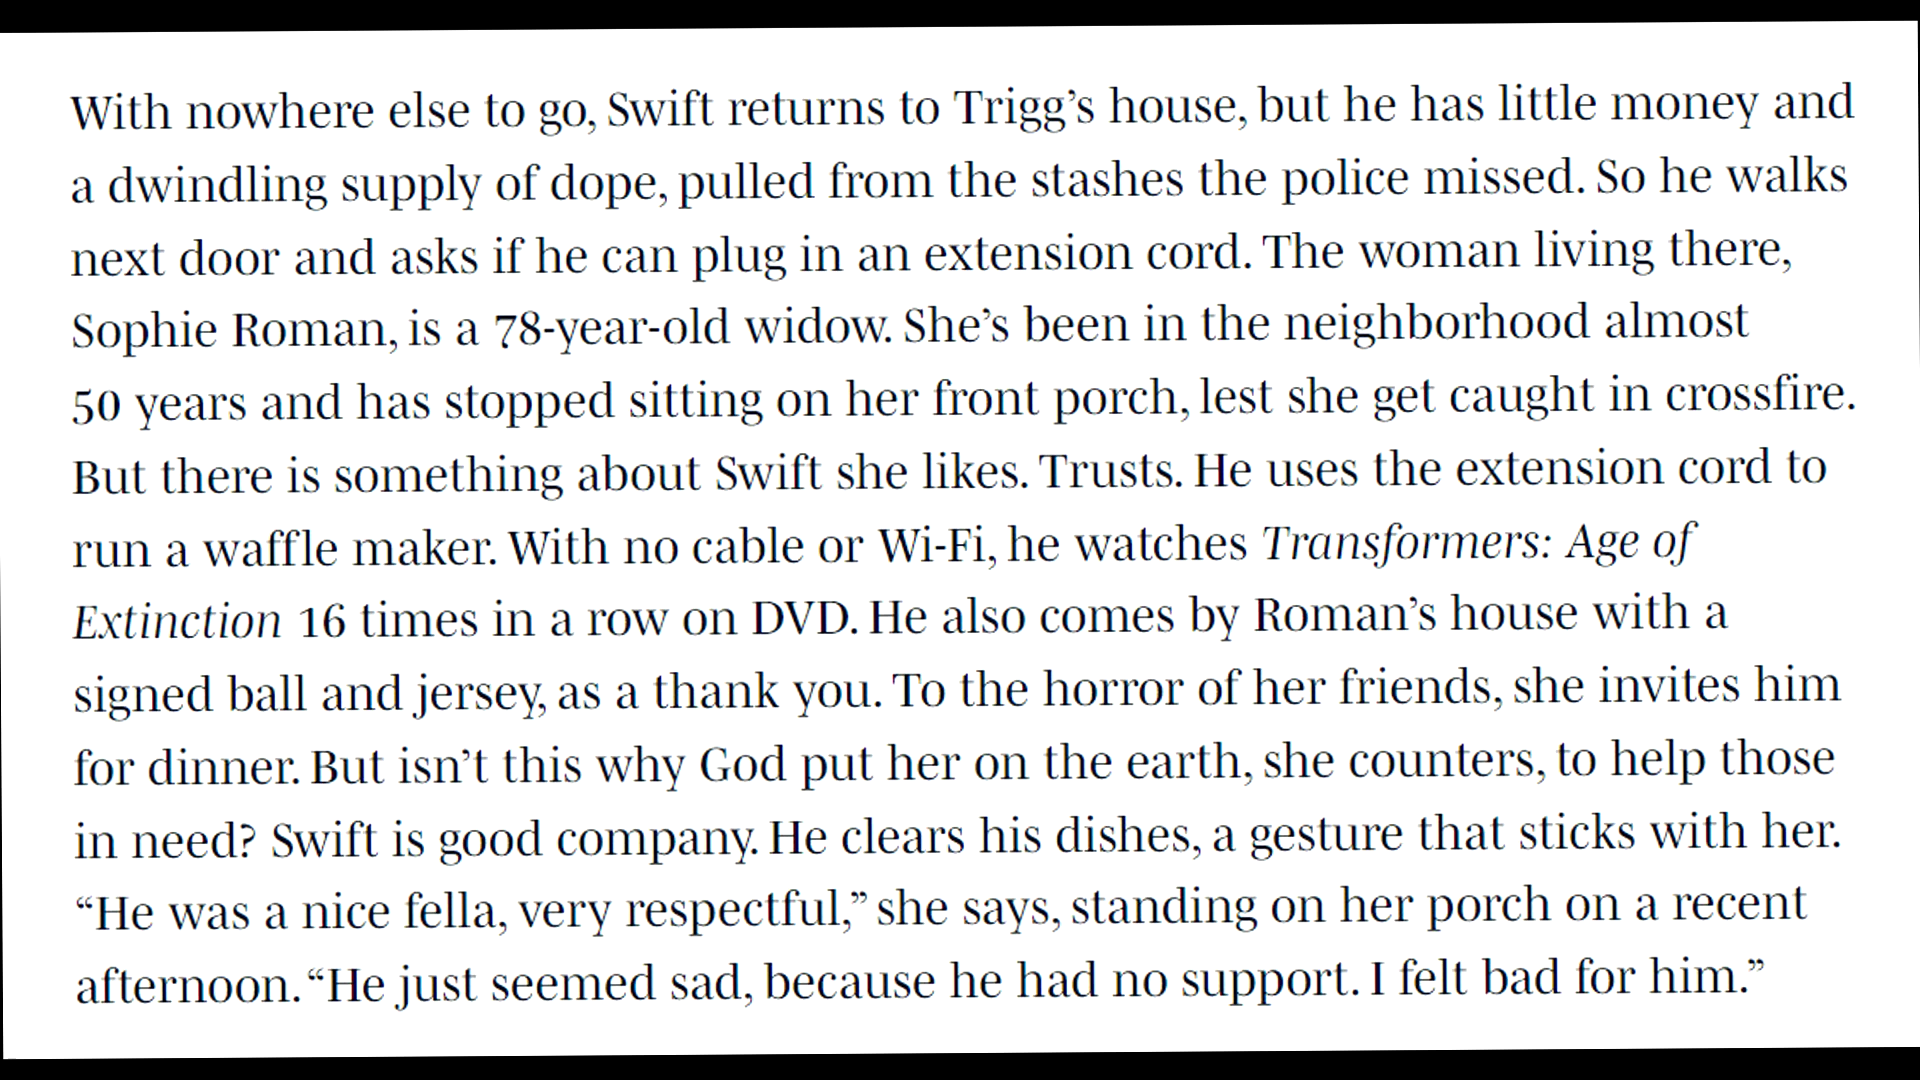 With nowhere else to go, Swift returns to Trigg’s house, but he has little money and
a dwindling supply of dope, pulled from the stashes the police missed. So he walks
next door and asks if he can plug in an extension cord. The woman living there,
Sophie Roman, is a 78-year-old widow. She’s been in the neighborhood almost
50 years and has stopped sitting on her front porch, lest she get caught in crossfire.
But there is something about Swift she likes. Trusts. He uses the extension cord to
run a waffle maker. With no cable or Wi-Fi, he watches Transformers: Age of
Extinction 16 times in a row on DVD. He also comes by Roman’s house with a
signed ball and jersey, as a thank you. To the horror of her friends, she invites him
for dinner. But isn’t this why God put her on the earth, she counters, to help those
in need? Swift is good company. He clears his dishes, a gesture that sticks with her.
“He was a nice fella, very respectful,” she says, standing on her porch on a recent
afternoon. “He just seemed sad, because he had no support. I felt bad for him.”